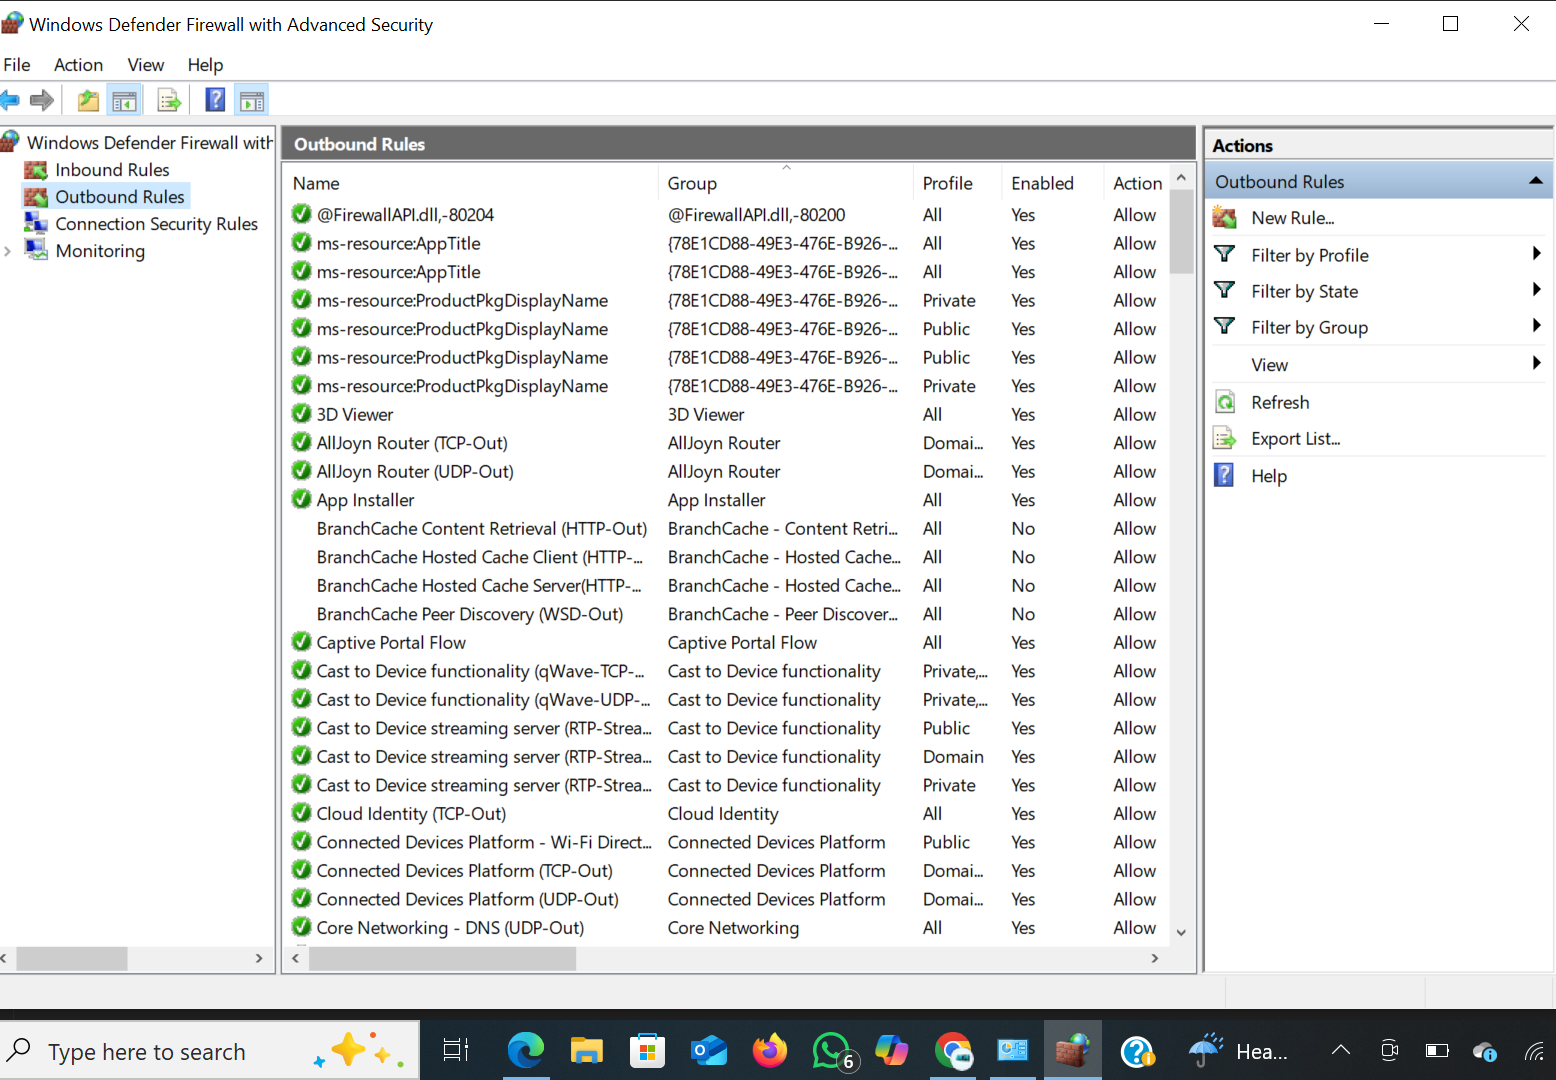 Windows Defender Firewall with Advanced Security
File Action View Help
Windows Defender Firewall with
Inbound Rules
Outbound Rules
Connection Security Rules
Monitoring
Outbound Rules
Name Group Profile Enabled Action
@FirewallAPI.dll,-80204 @FirewallAPI.dll,-80200 All Yes Allow
ms-resource:AppTitle {78E1CD88-49E3-476E-B926-... All Yes Allow
ms-resource:AppTitle {78E1CD88-49E3-476E-B926-... All Yes Allow
ms-resource:ProductPkgDisplayName {78E1CD88-49E3-476E-B926-... Private Yes Allow
ms-resource:ProductPkgDisplayName {78E1CD88-49E3-476E-B926-... Public Yes Allow
ms-resource:ProductPkgDisplayName {78E1CD88-49E3-476E-B926-... Public Yes Allow
ms-resource:ProductPkgDisplayName {78E1CD88-49E3-476E-B926-... Private Yes Allow
3D Viewer 3D Viewer All Yes Allow
AllJoyn Router (TCP-Out) AllJoyn Router Domai... Yes Allow
AllJoyn Router (UDP-Out) AllJoyn Router Domai... Yes Allow
App Installer App Installer All Yes Allow
BranchCache Content Retrieval (HTTP-Out) BranchCache - Content Retri... All No Allow
BranchCache Hosted Cache Client (HTTP-... BranchCache - Hosted Cache... All No Allow
BranchCache Hosted Cache Server(HTTP-... BranchCache - Hosted Cache... All No Allow
BranchCache Peer Discovery (WSD-Out) BranchCache - Peer Discover... All No Allow
Captive Portal Flow Captive Portal Flow All Yes Allow
Cast to Device functionality (qWave-TCP-... Cast to Device functionality Private,... Yes Allow
Cast to Device functionality (qWave-UDP-... Cast to Device functionality Private,... Yes Allow
Cast to Device streaming server (RTP-Strea... Cast to Device functionality Public Yes Allow
Cast to Device streaming server (RTP-Strea... Cast to Device functionality Domain Yes Allow
Cast to Device streaming server (RTP-Strea... Cast to Device functionality Private Yes Allow
Cloud Identity (TCP-Out) Cloud Identity All Yes Allow
Connected Devices Platform - Wi-Fi Direct... Connected Devices Platform Public Yes Allow
Connected Devices Platform (TCP-Out) Connected Devices Platform Domai... Yes Allow
Connected Devices Platform (UDP-Out) Connected Devices Platform Domai... Yes Allow
Core Networking - DNS (UDP-Out) Core Networking All Yes Allow
Actions
Outbound Rules
New Rule...
Filter by Profile
Filter by State
Filter by Group
View
Refresh
Export List...
Help
Type here to search
6
Hea...